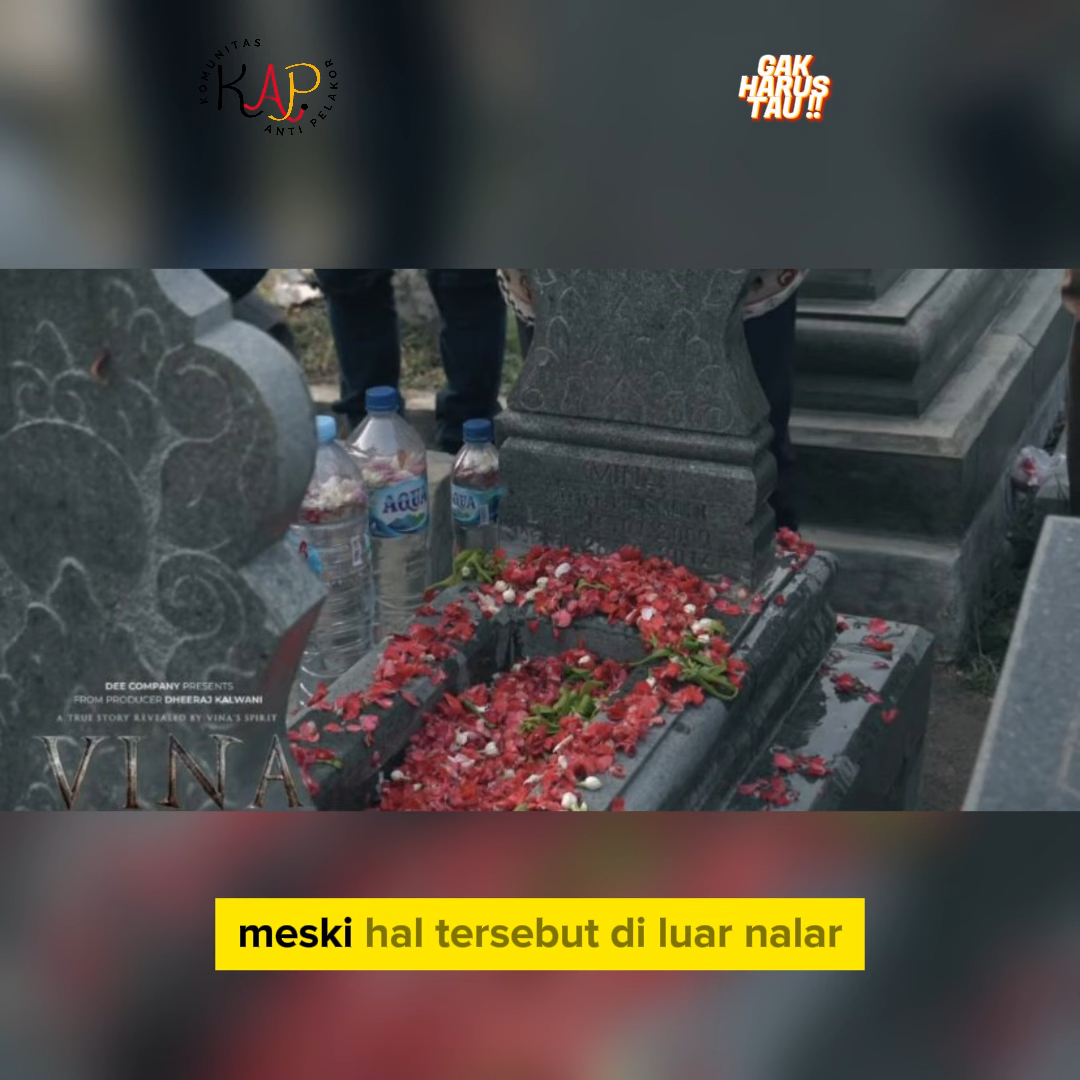 KOMUNITAS
KAP.
ANTI PELAKOR
GAK
HARUS
TAU !!
AQUA
AQUA
DEE COMPANY PRESENTS
FROM PRODUCER DHEERAJ KALWANI
A TRUE STORY REVEALED BY VINA'S SPIRIT
VINA
meski hal tersebut di luar nalar